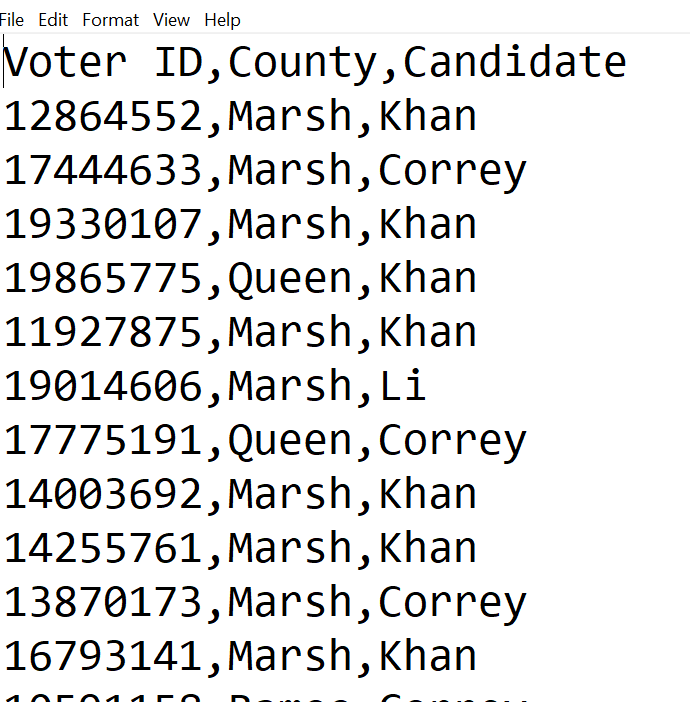 File Edit Format View Help
Voter ID,County,Candidate
12864552,Marsh,Khan
17444633,Marsh,Correy
19330107,Marsh,Khan
19865775,Queen,Khan
11927875,Marsh,Khan
19014606,Marsh,Li
17775191,Queen,Correy
14003692,Marsh,Khan
14255761,Marsh,Khan
13870173,Marsh,Correy
16793141,Marsh,Khan